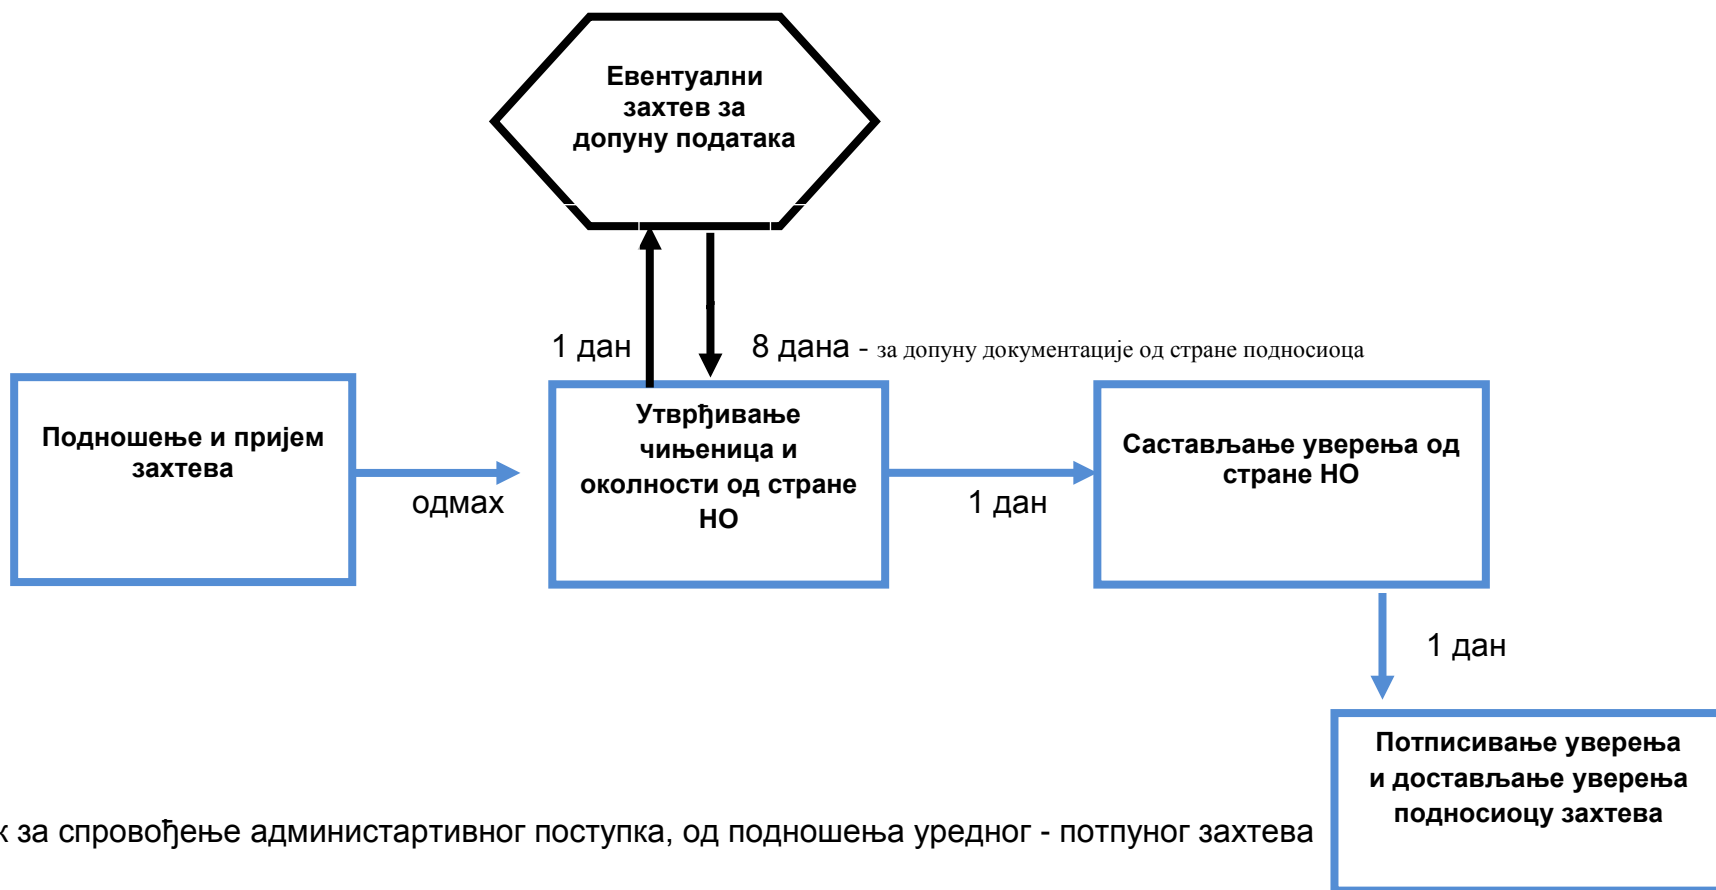 Евентуални
захтев за
допуну података
1 дан
8 дана - за допуну документације од стране подносиоца
Подношење и пријем
захтева
одмах
Утврђивање
чињеница и
околности од стране
НО
1 дан
Састављање уверења од
стране НО
1 дан
Потписивање уверења
и достављање уверења
подносиоцу захтева
за спровођење администартивног поступка, од подношења уредног - потпуног захтева